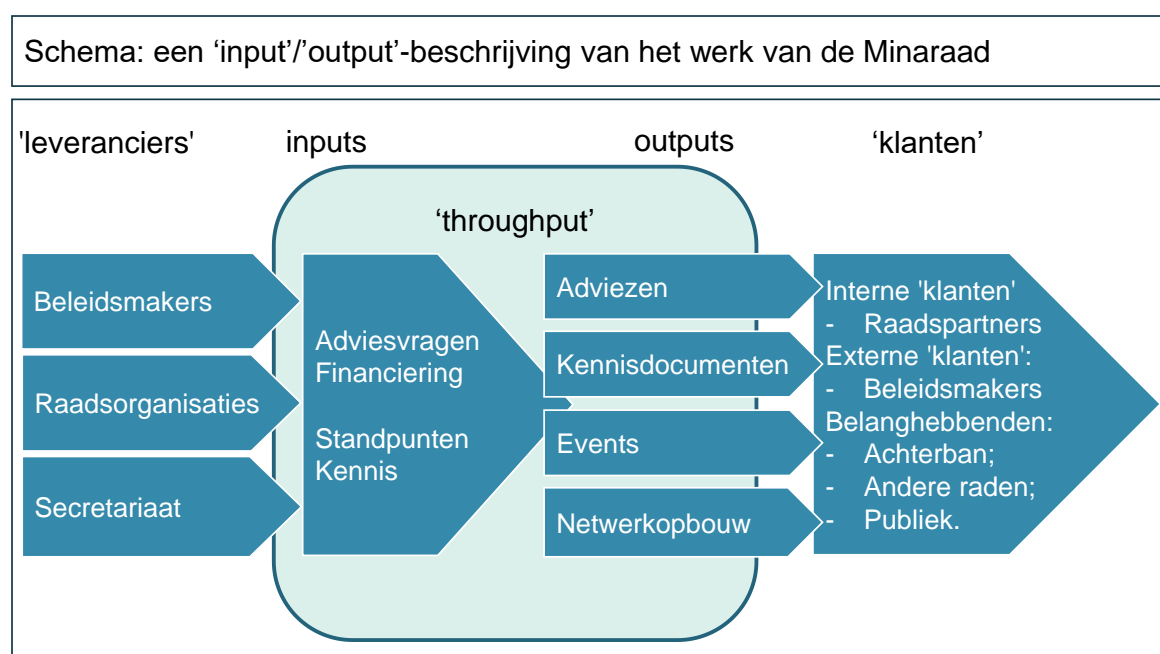 Schema: een ‘input’/’output’-beschrijving van het werk van de Minaraad
'leveranciers'
inputs
outputs
‘klanten’
‘throughput’
Beleidsmakers
Raadsorganisaties
Secretariaat
Adviesvragen
Financiering
Standpunten
Kennis
Adviezen
Kennisdocumenten
Events
Netwerkopbouw
Interne 'klanten'
- Raadspartners
Externe 'klanten':
- Beleidsmakers
Belanghebbenden:
- Achterban;
- Andere raden;
- Publiek.